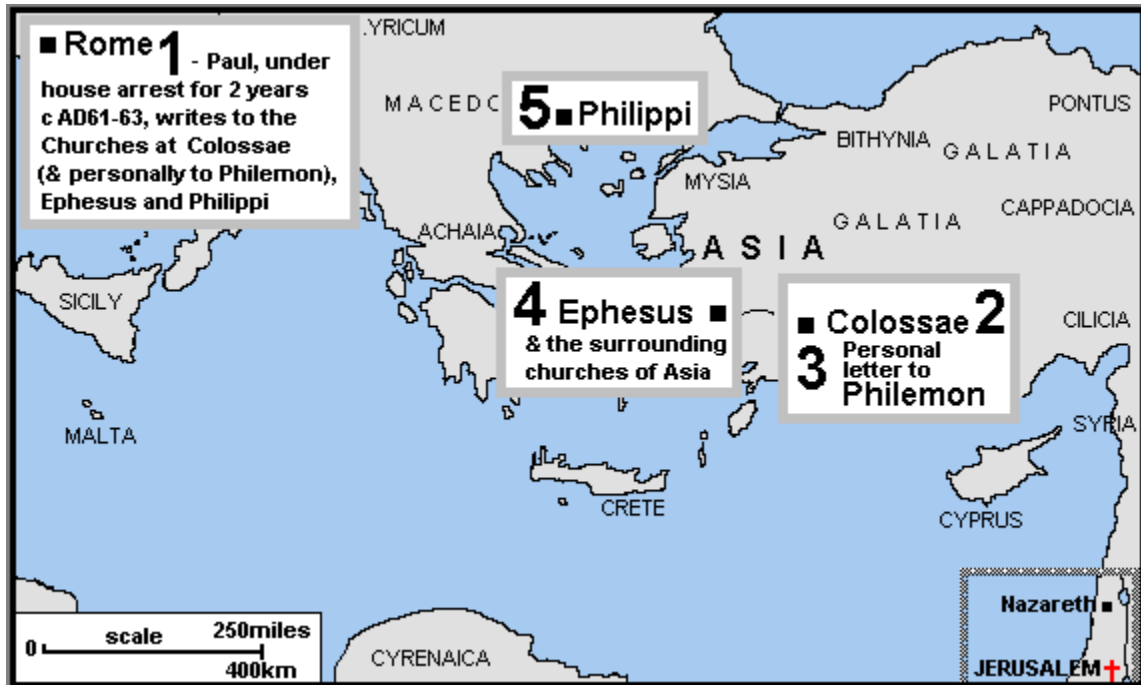 ■ Rome 1 - Paul, under
house arrest for 2 years
c AD61-63, writes to the
Churches at Colossae
(& personally to Philemon),
Ephesus and Philippi
.YRICUM
MACEDO
5 ■ Philippi
PONTUS
BITHYNIA
GALATIA
MYSIA
CAPPADOCIA
GALATIA
ACHAIA
ASIA
SICILY
4 Ephesus ■
& the surrounding
churches of Asia
■ Colossae 2
3 Personal
letter to
Philemon
CILICIA
MALTA
SYRIA
CRETE
CYPRUS
Nazareth ■
JERUSALEM ✝
CYRENAICA
0 scale 250miles
400km